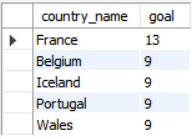 country_name goal
France 13
Belgium 9
Iceland 9
Portugal 9
Wales 9